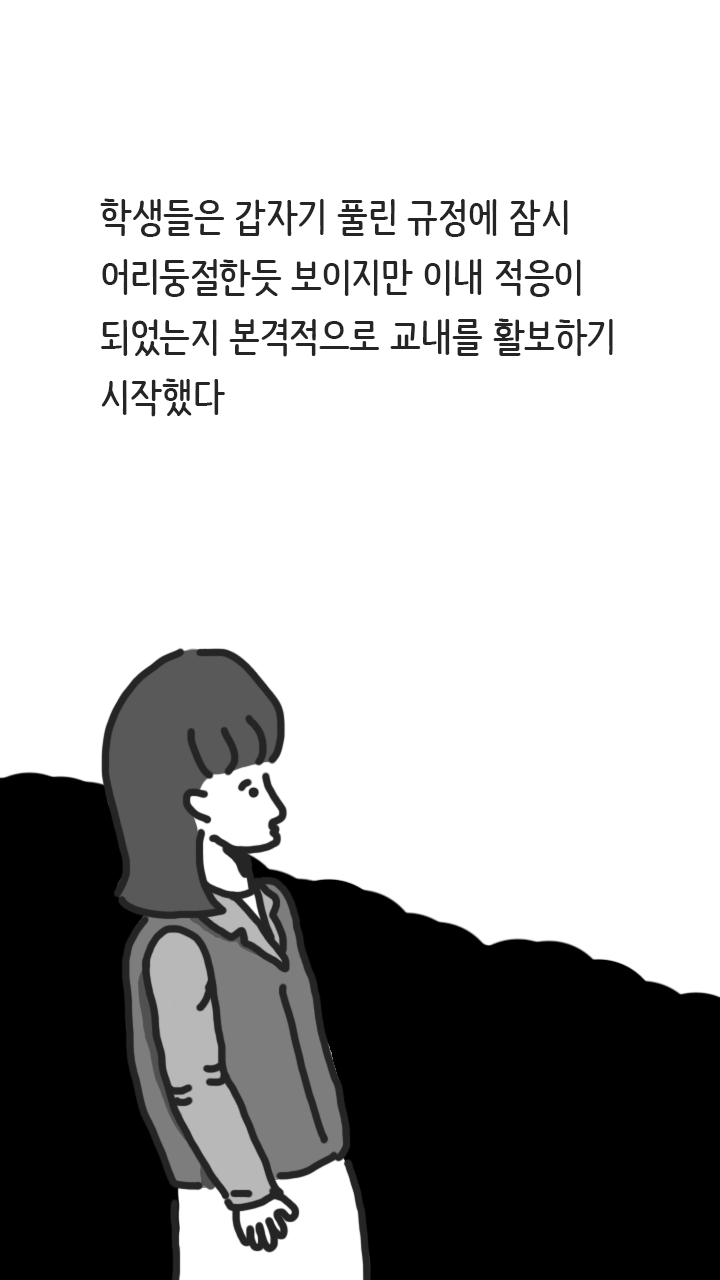 학생들은 갑자기 풀린 규정에 잠시
어리둥절한듯 보이지만 이내 적응이
되었는지 본격적으로 교내를 활보하기
시작했다